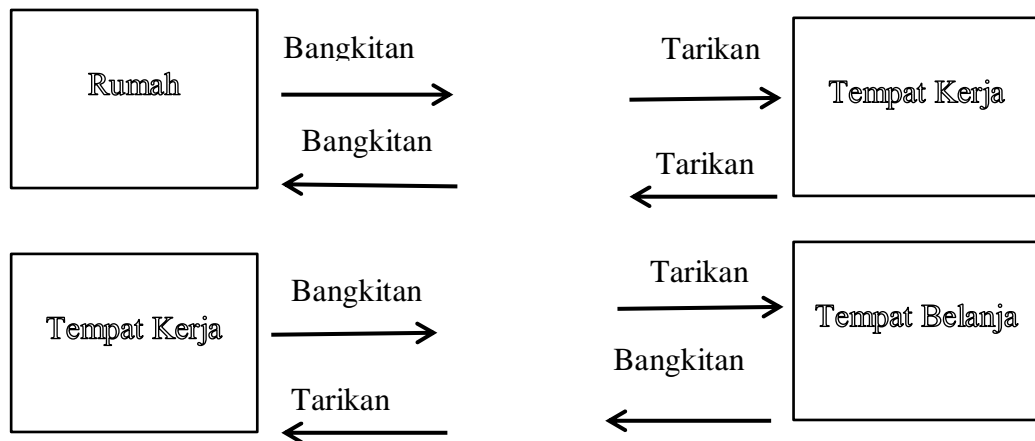 Bangkitan
Tarikan
Rumah
Tempat Kerja
Bangkitan
Tarikan
Bangkitan
Tarikan
Tempat Kerja
Tempat Belanja
Tarikan
Bangkitan